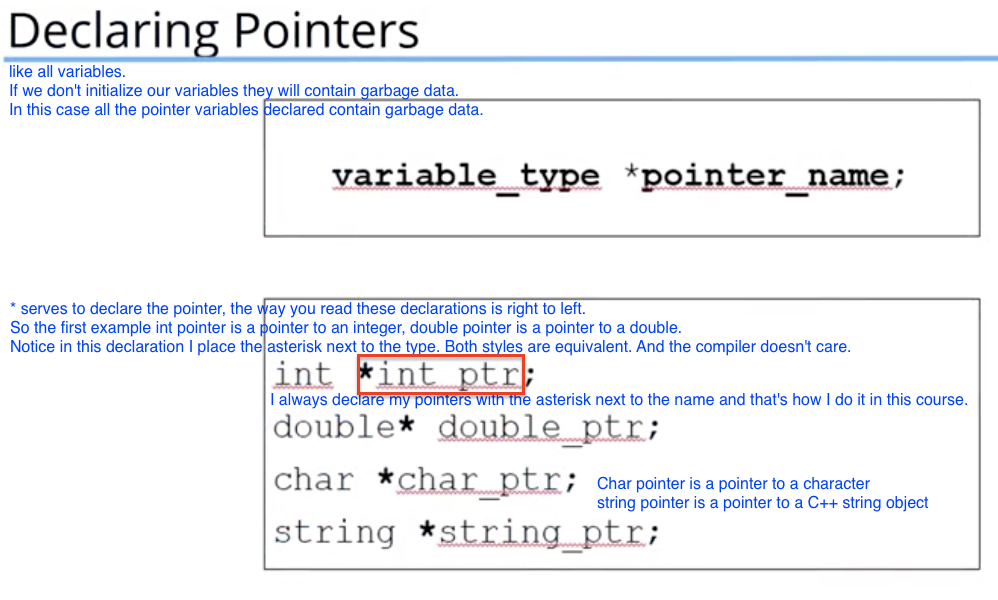 Declaring Pointers
like all variables.
If we don't initialize our variables they will contain garbage data.
In this case all the pointer variables declared contain garbage data.
variable_type *pointer_name;
* serves to declare the pointer, the way you read these declarations is right to left.
So the first example int pointer is a pointer to an integer, double pointer is a pointer to a double.
Notice in this declaration I place the asterisk next to the type. Both styles are equivalent. And the compiler doesn't care.
int *int_ptr;
I always declare my pointers with the asterisk next to the name and that's how I do it in this course.
double* double_ptr;
char *char_ptr;
Char pointer is a pointer to a character
string pointer is a pointer to a C++ string object
string *string_ptr;